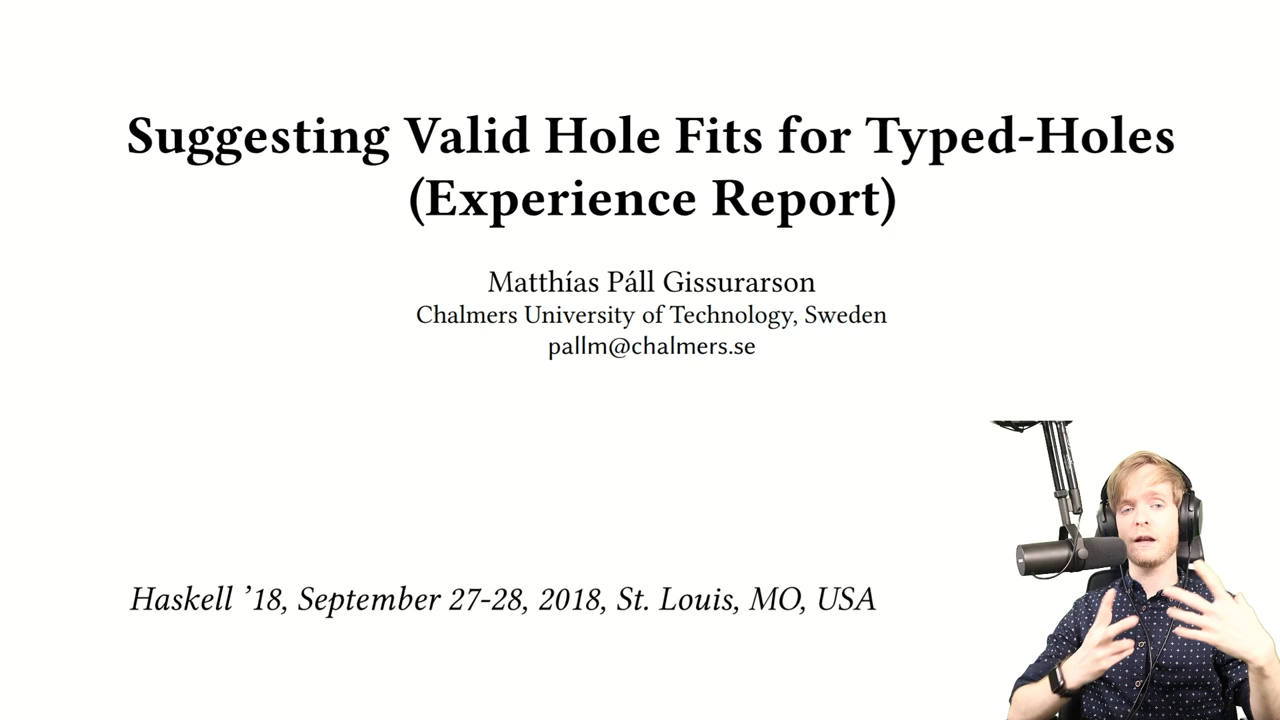 Suggesting Valid Hole Fits for Typed-Holes
(Experience Report)
Matthías Páll Gissurarson
Chalmers University of Technology, Sweden
pallm@chalmers.se
Haskell ’18, September 27-28, 2018, St. Louis, MO, USA